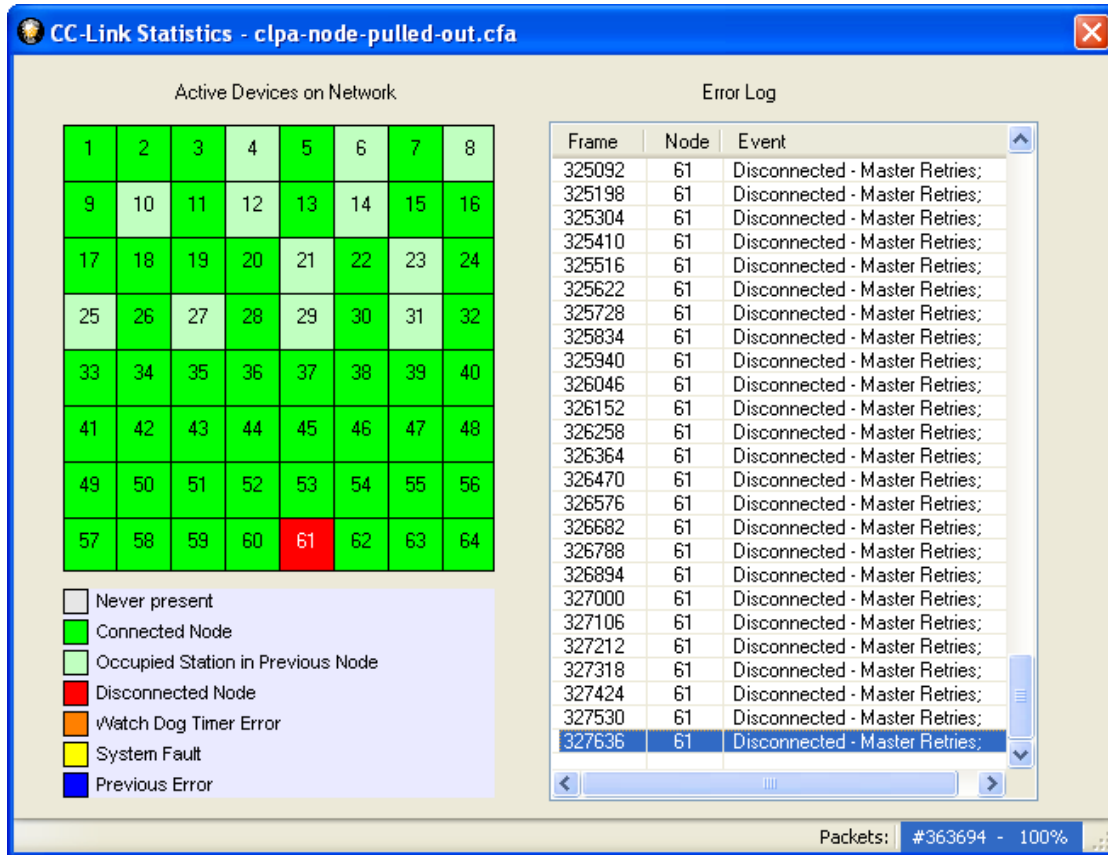 CC-Link Statistics - clpa-node-pulled-out.cfa
Active Devices on Network
1 2 3 4 5 6 7 8
9 10 11 12 13 14 15 16
17 18 19 20 21 22 23 24
25 26 27 28 29 30 31 32
33 34 35 36 37 38 39 40
41 42 43 44 45 46 47 48
49 50 51 52 53 54 55 56
57 58 59 60 61 62 63 64
Never present
Connected Node
Occupied Station in Previous Node
Disconnected Node
Watch Dog Timer Error
System Fault
Previous Error
Error Log
Frame Node Event
325092 61 Disconnected - Master Retries;
325198 61 Disconnected - Master Retries;
325304 61 Disconnected - Master Retries;
325410 61 Disconnected - Master Retries;
325516 61 Disconnected - Master Retries;
325622 61 Disconnected - Master Retries;
325728 61 Disconnected - Master Retries;
325834 61 Disconnected - Master Retries;
325940 61 Disconnected - Master Retries;
326046 61 Disconnected - Master Retries;
326152 61 Disconnected - Master Retries;
326258 61 Disconnected - Master Retries;
326364 61 Disconnected - Master Retries;
326470 61 Disconnected - Master Retries;
326576 61 Disconnected - Master Retries;
326682 61 Disconnected - Master Retries;
326788 61 Disconnected - Master Retries;
326894 61 Disconnected - Master Retries;
327000 61 Disconnected - Master Retries;
327106 61 Disconnected - Master Retries;
327212 61 Disconnected - Master Retries;
327318 61 Disconnected - Master Retries;
327424 61 Disconnected - Master Retries;
327530 61 Disconnected - Master Retries;
327636 61 Disconnected - Master Retries;
Packets: #363694 - 100%